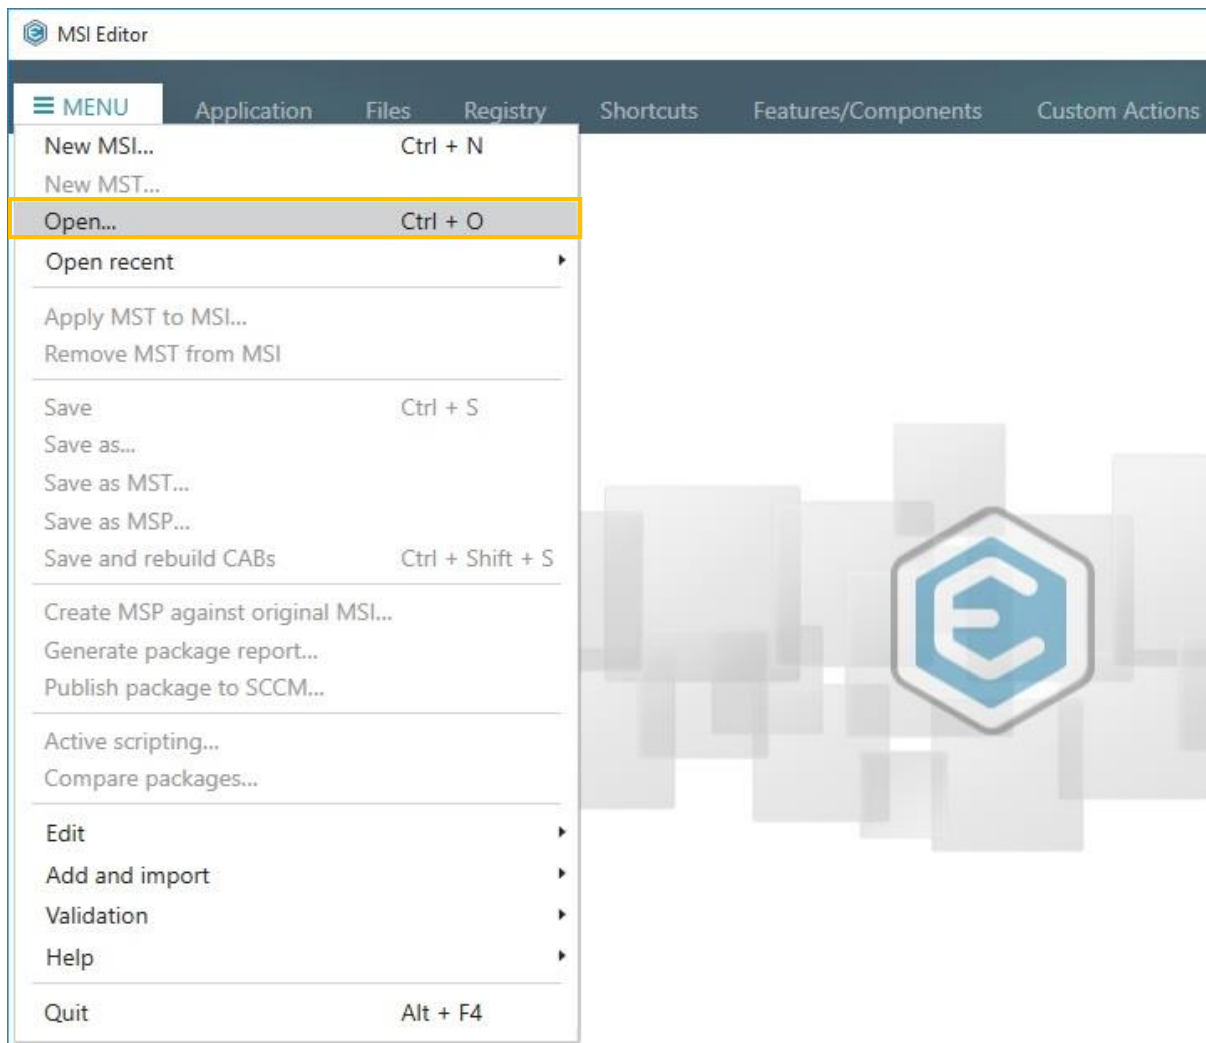 MSI Editor
MENU Application Files Registry Shortcuts Features/Components Custom Actions
New MSI... Ctrl + N
New MST...
Open... Ctrl + O
Open recent
Apply MST to MSI...
Remove MST from MSI
Save Ctrl + S
Save as...
Save as MST...
Save as MSP...
Save and rebuild CABs Ctrl + Shift + S
Create MSP against original MSI...
Generate package report...
Publish package to SCCM...
Active scripting...
Compare packages...
Edit
Add and import
Validation
Help
Quit Alt + F4